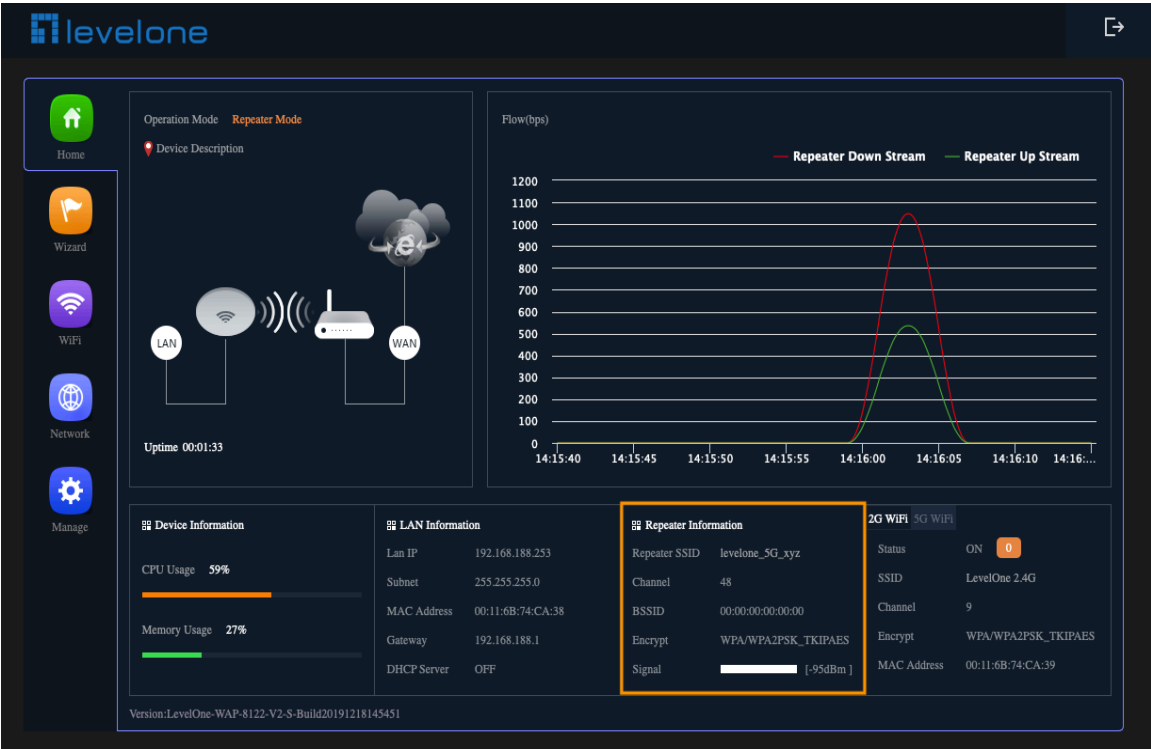 levelone
Home
Wizard
WiFi
Network
Manage
Operation Mode Repeater Mode
Device Description
LAN
WAN
Uptime 00:01:33
Flow(bps)
Repeater Down Stream Repeater Up Stream
1200
1100
1000
900
800
700
600
500
400
300
200
100
0
14:15:40 14:15:45 14:15:50 14:15:55 14:16:00 14:16:05 14:16:10 14:16:...
Device Information
CPU Usage 59%
Memory Usage 27%
LAN Information
Lan IP 192.168.188.253
Subnet 255.255.255.0
MAC Address 00:11:6B:74:CA:38
Gateway 192.168.188.1
DHCP Server OFF
Repeater Information
Repeater SSID levelone_5G_xyz
Channel 48
BSSID 00:00:00:00:00:00
Encrypt WPA/WPA2PSK_TKIPAES
Signal [-95dBm ]
2G WiFi 5G WiFi
Status ON 0
SSID LevelOne 2.4G
Channel 9
Encrypt WPA/WPA2PSK_TKIPAES
MAC Address 00:11:6B:74:CA:39
Version:LevelOne-WAP-8122-V2-S-Build20191218145451